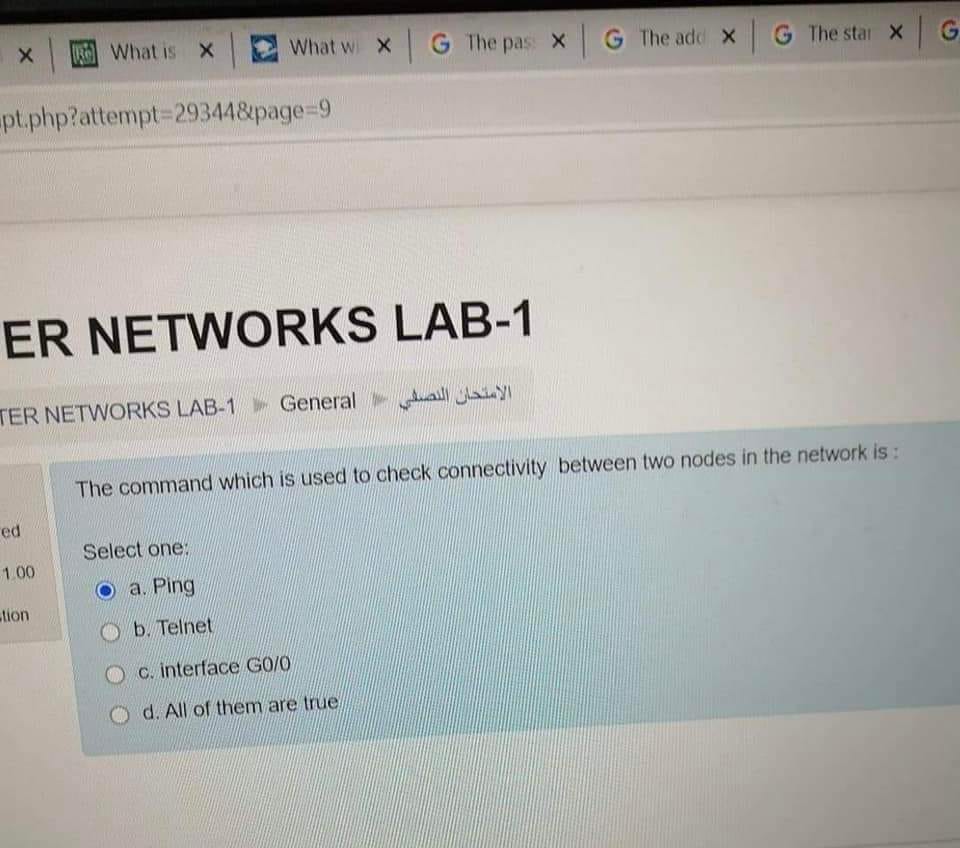 What is
What w
The pas
The add
The star
pt.php?attempt=29344&page=9
ER NETWORKS LAB-1
TER NETWORKS LAB-1 General الامتحان النصفي
The command which is used to check connectivity between two nodes in the network is :
ed
1.00
stion
Select one:
a. Ping
b. Telnet
c. interface G0/0
d. All of them are true